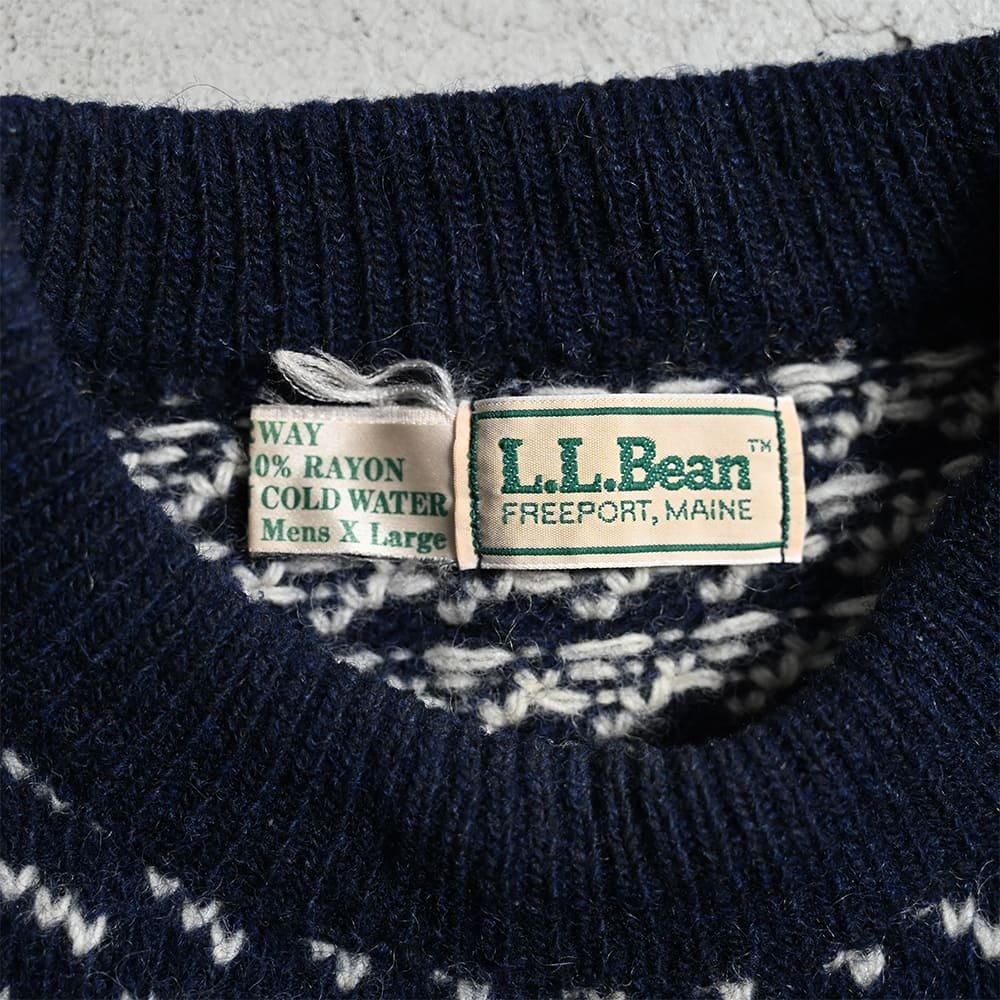 WAY
0% RAYON
COLD WATER
Mens X Large
L.L.Bean™
FREEPORT, MAINE